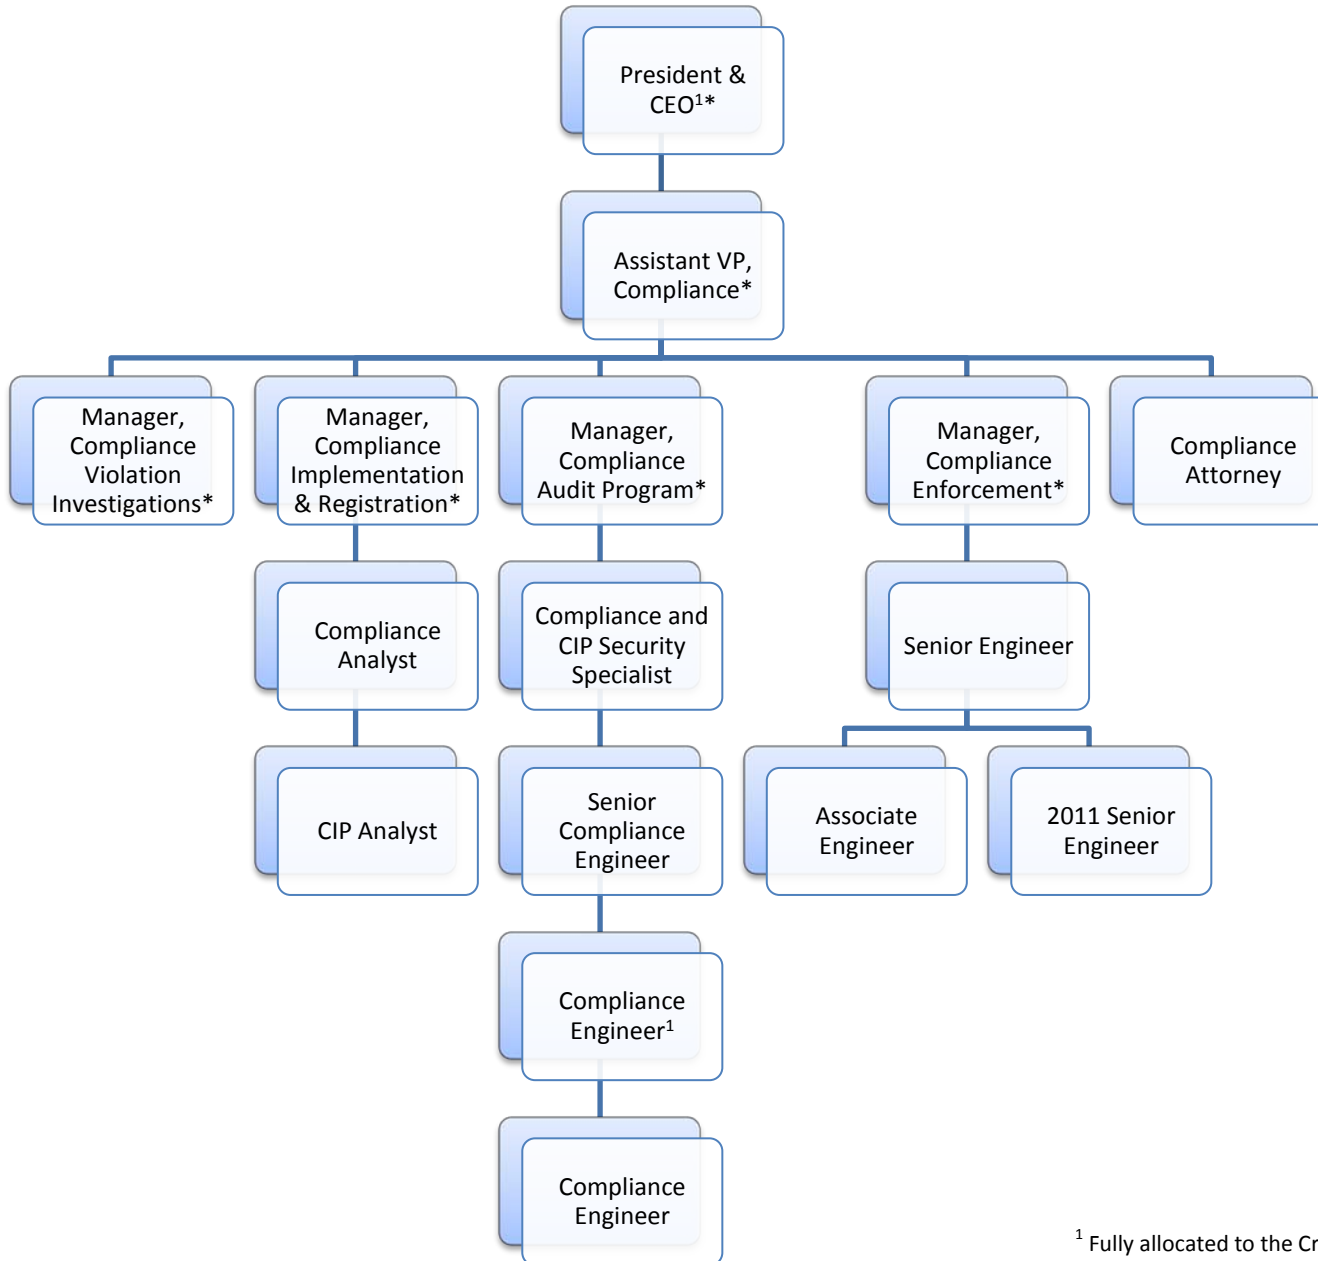 President &
CEO¹*
Assistant VP,
Compliance*
Manager,
Compliance
Violation
Investigations*
Manager,
Compliance
Implementation
& Registration*
Manager,
Compliance
Audit Program*
Manager,
Compliance
Enforcement*
Compliance
Attorney
Compliance
Analyst
Compliance and
CIP Security
Specialist
Senior Engineer
CIP Analyst
Senior
Compliance
Engineer
Associate
Engineer
2011 Senior
Engineer
Compliance
Engineer¹
Compliance
Engineer
¹ Fully allocated to the